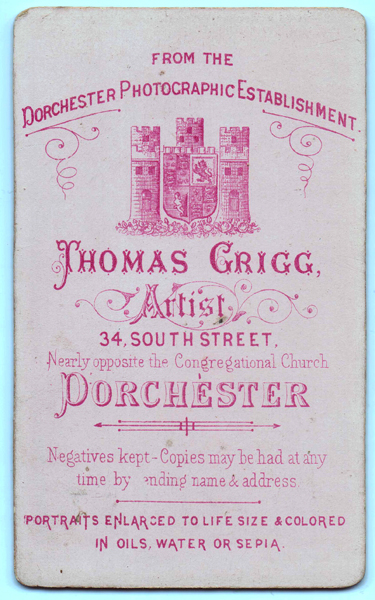 FROM THE
DORCHESTER PHOTOGRAPHIC ESTABLISHMENT.
THOMAS GRIGG,
Artist,
34, SOUTH STREET,
Nearly opposite the Congregational Church
DORCHESTER
Negatives kept - Copies may be had at any
time by ending name & address
PORTRAITS ENLARGED TO LIFE SIZE & COLORED
IN OILS, WATER OR SEPIA.